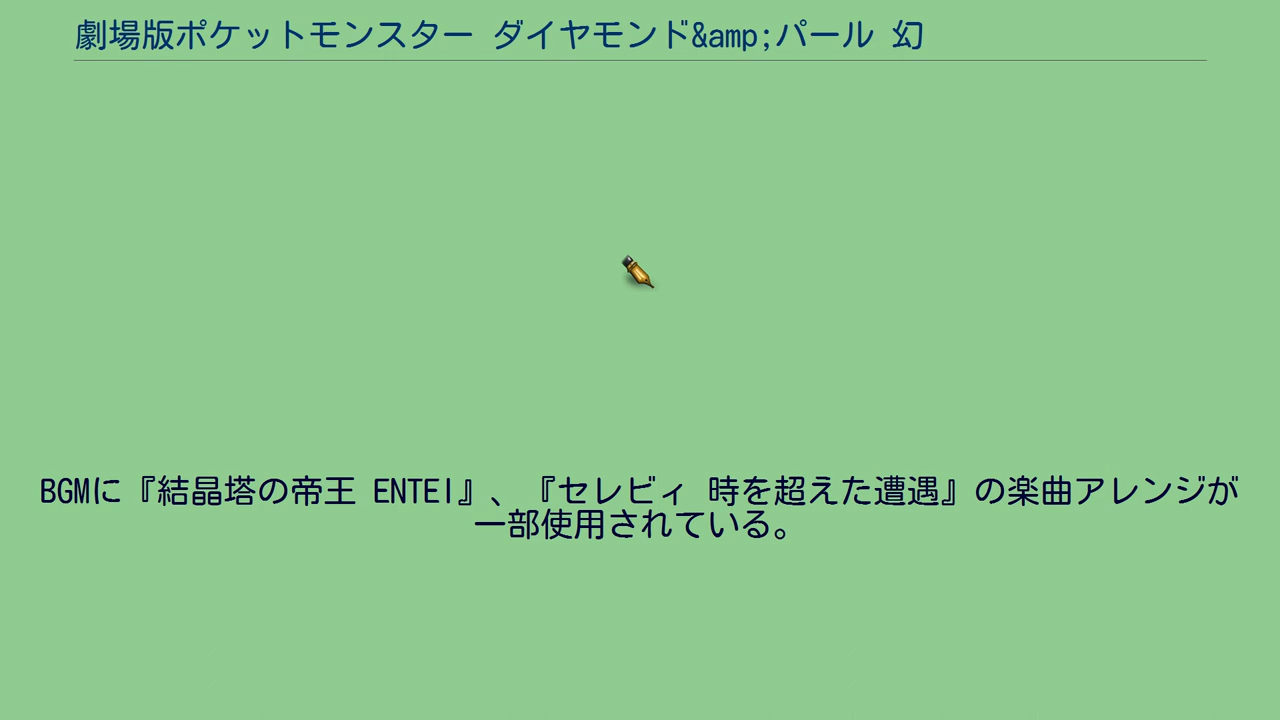 劇場版ポケットモンスター ダイヤモンド&amp;パール 幻
BGMに『結晶塔の帝王 ENTEI』、『セレビィ 時を超えた遭遇』の楽曲アレンジが
一部使用されている。